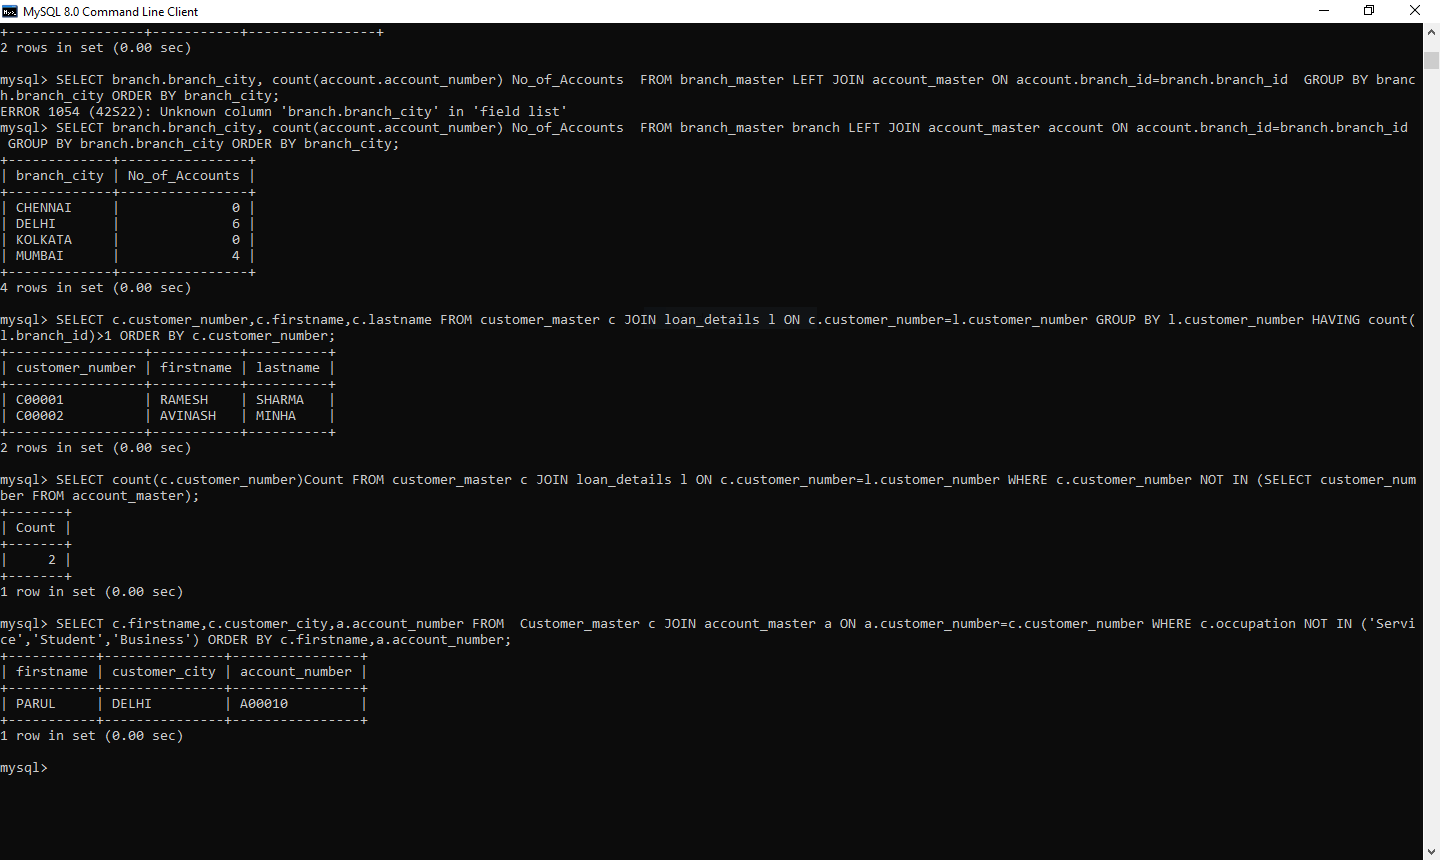 MySQL 8.0 Command Line Client
+-----------------+-----------+----------------+
2 rows in set (0.00 sec)
mysql> SELECT branch.branch_city, count(account.account_number) No_of_Accounts  FROM branch_master LEFT JOIN account_master ON account.branch_id=branch.branch_id  GROUP BY branc
h.branch_city ORDER BY branch_city;
ERROR 1054 (42S22): Unknown column 'branch.branch_city' in 'field list'
mysql> SELECT branch.branch_city, count(account.account_number) No_of_Accounts  FROM branch_master branch LEFT JOIN account_master account ON account.branch_id=branch.branch_id
 GROUP BY branch.branch_city ORDER BY branch_city;
+-------------+----------------+
| branch_city | No_of_Accounts |
+-------------+----------------+
| CHENNAI     |              0 |
| DELHI       |              6 |
| KOLKATA     |              0 |
| MUMBAI      |              4 |
+-------------+----------------+
4 rows in set (0.00 sec)
mysql> SELECT c.customer_number,c.firstname,c.lastname FROM customer_master c JOIN loan_details l ON c.customer_number=l.customer_number GROUP BY l.customer_number HAVING count(
l.branch_id)>1 ORDER BY c.customer_number;
+-----------------+-----------+----------+
| customer_number | firstname | lastname |
+-----------------+-----------+----------+
| C00001          | RAMESH    | SHARMA   |
| C00002          | AVINASH   | MINHA    |
+-----------------+-----------+----------+
2 rows in set (0.00 sec)
mysql> SELECT count(c.customer_number)Count FROM customer_master c JOIN loan_details l ON c.customer_number=l.customer_number WHERE c.customer_number NOT IN (SELECT customer_num
ber FROM account_master);
+-------+
| Count |
+-------+
|     2 |
+-------+
1 row in set (0.00 sec)
mysql> SELECT c.firstname,c.customer_city,a.account_number FROM  Customer_master c JOIN account_master a ON a.customer_number=c.customer_number WHERE c.occupation NOT IN ('Servi
ce','Student','Business') ORDER BY c.firstname,a.account_number;
+-----------+---------------+----------------+
| firstname | customer_city | account_number |
+-----------+---------------+----------------+
| PARUL     | DELHI         | A00010         |
+-----------+---------------+----------------+
1 row in set (0.00 sec)
mysql>